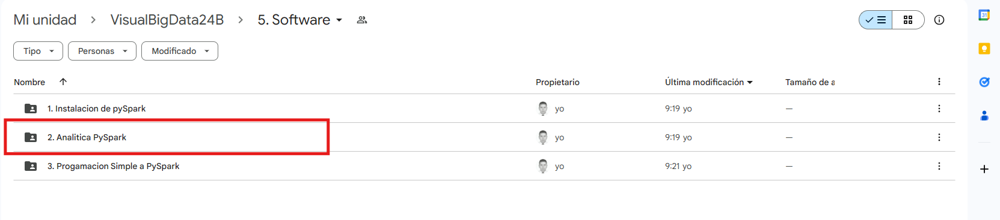 Mi unidad > VisualBigData24B > 5. Software
Tipo Personas Modificado
Nombre Propietario Última modificación Tamaño de a
1. Instalacion de pySpark yo 9:19 yo —
2. Analitica PySpark yo 9:19 yo —
3. Progamacion Simple a PySpark yo 9:21 yo —
31